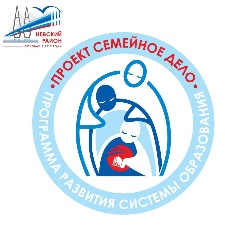 НЕВСКИЙ
РАЙОН
•ПРОЕКТ СЕМЕЙНОЕ ДЕЛО•
ПРОГРАММА РАЗВИТИЯ СИСТЕМЫ ОБРАЗОВАНИЯ